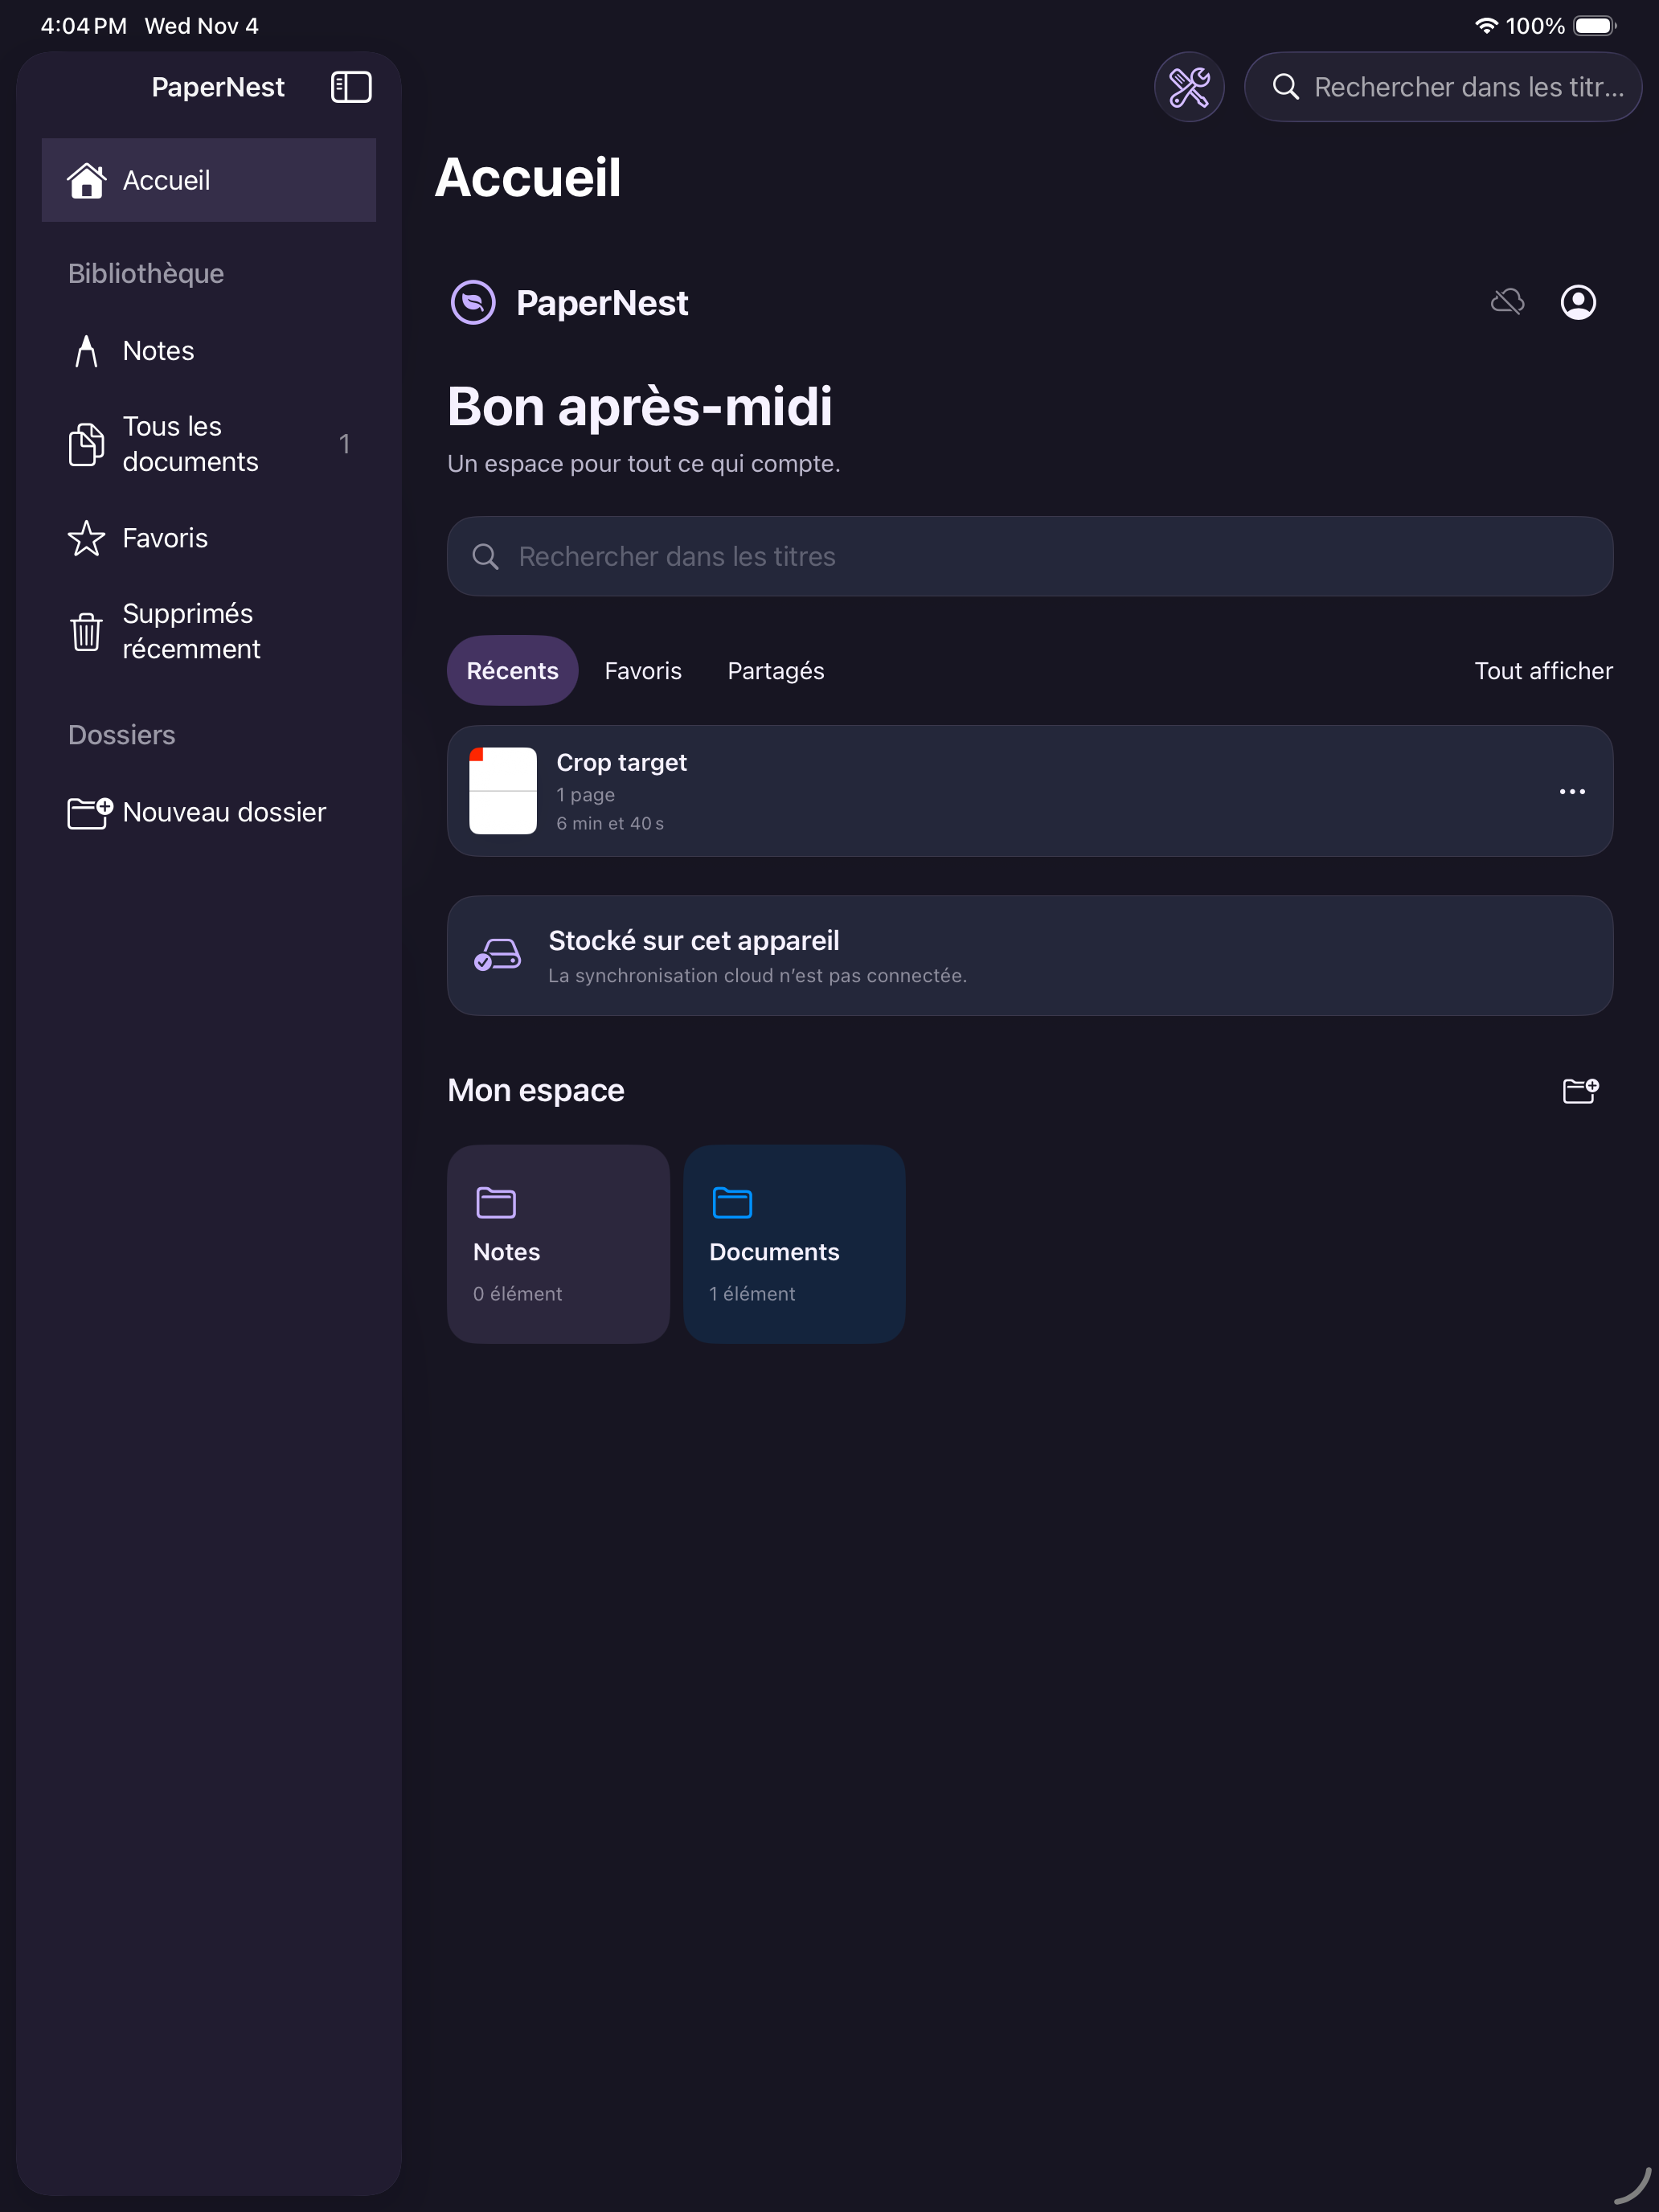 4:04 PM Wed Nov 4
100%
PaperNest
Rechercher dans les titr...
Accueil
Accueil
Bibliothèque
Notes
Tous les
documents
1
Favoris
Supprimés
récemment
Dossiers
Nouveau dossier
PaperNest
Bon après-midi
Un espace pour tout ce qui compte.
Rechercher dans les titres
Récents Favoris Partagés Tout afficher
Crop target
1 page
6 min et 40 s
Stocké sur cet appareil
La synchronisation cloud n’est pas connectée.
Mon espace
Notes
0 élément
Documents
1 élément